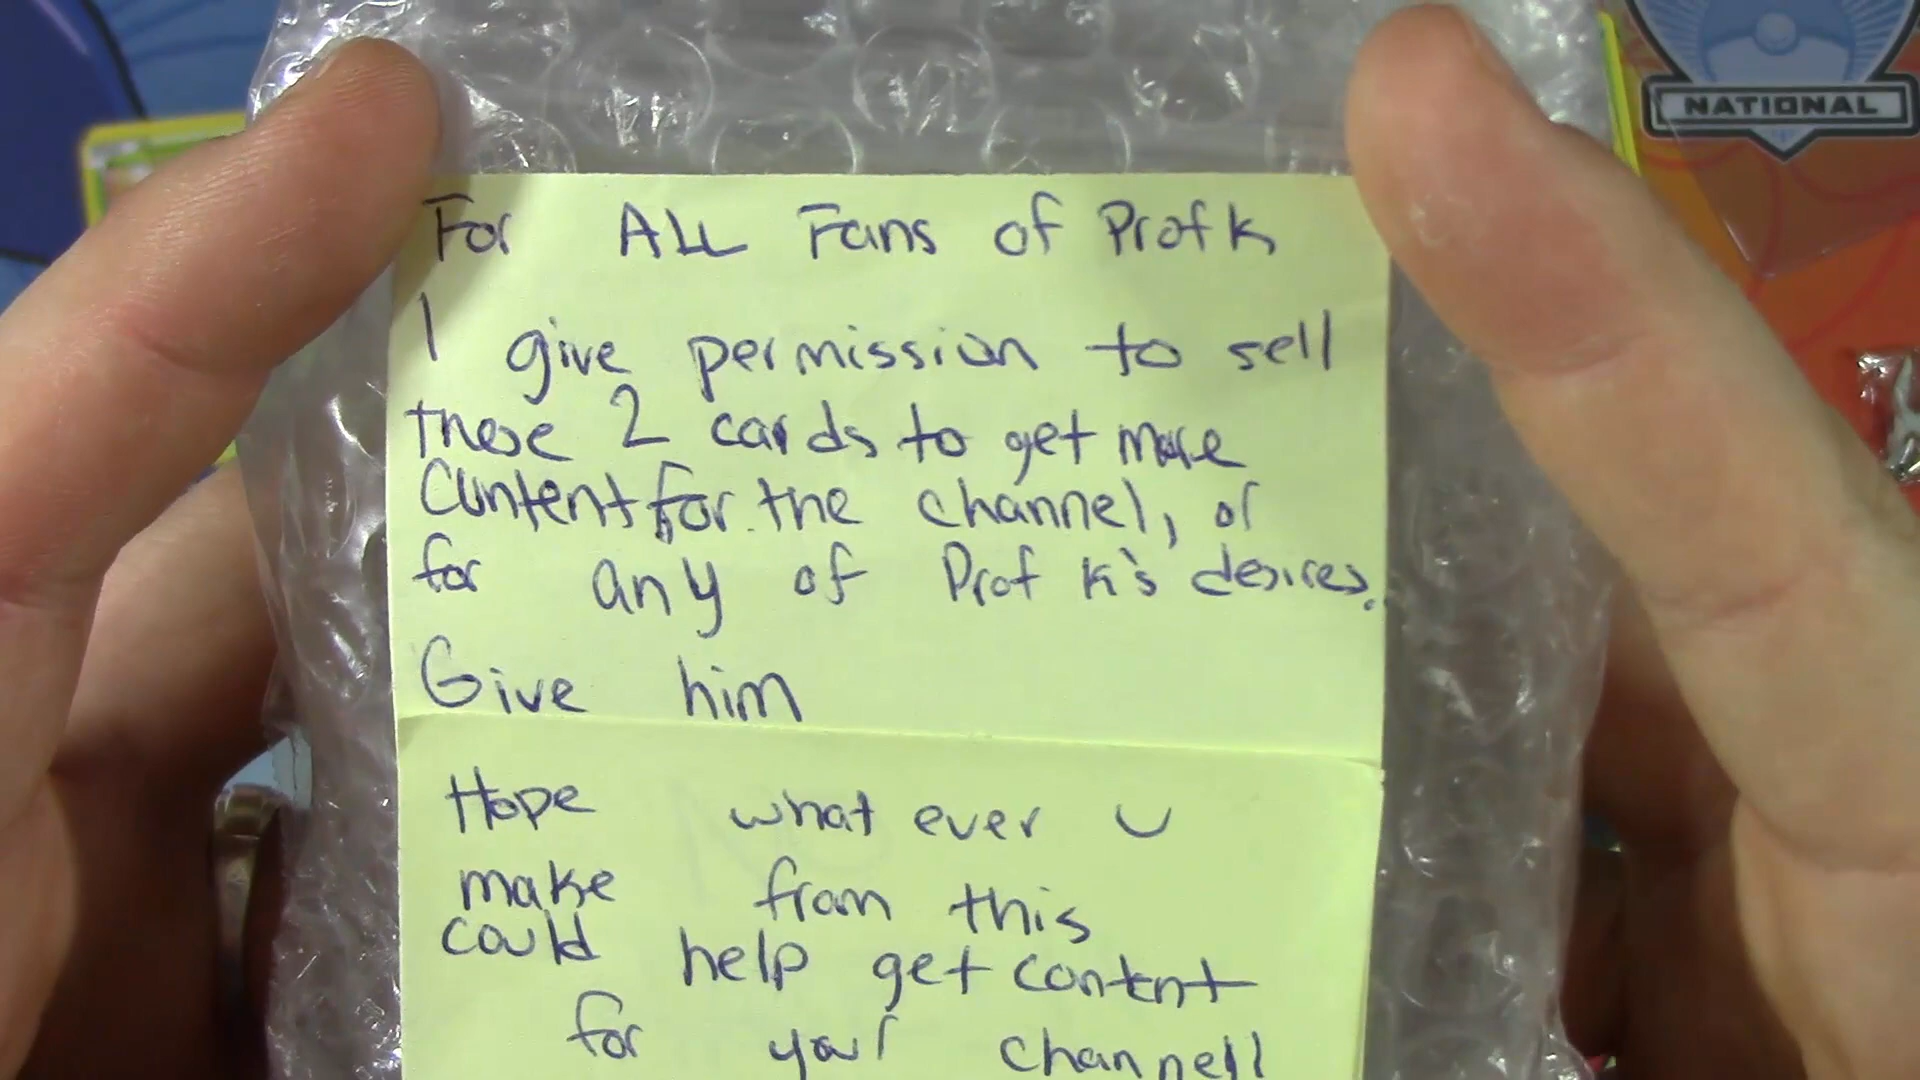 NATIONAL
For ALL Fans of Prof K
I give permission to sell
these 2 cards to get more
Content for the channel, or
for any of Prof K's desires.
Give him
Hope what ever u
make from this
could help get content
for your channel!